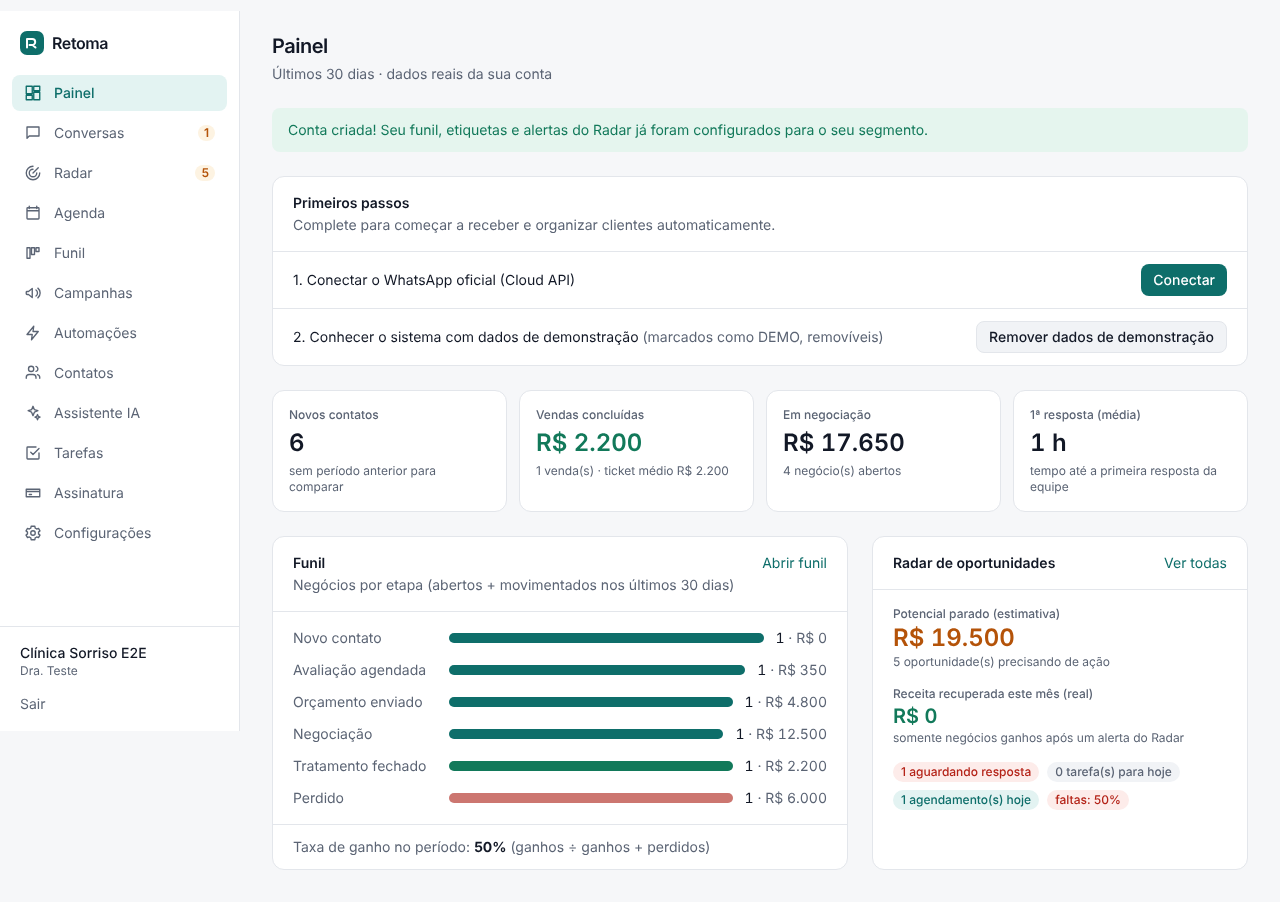 Retoma
Painel
Conversas 1
Radar 5
Agenda
Funil
Campanhas
Automações
Contatos
Assistente IA
Tarefas
Assinatura
Configurações
Clínica Sorriso E2E
Dra. Teste
Sair
Painel
Últimos 30 dias · dados reais da sua conta
Conta criada! Seu funil, etiquetas e alertas do Radar já foram configurados para o seu segmento.
Primeiros passos
Complete para começar a receber e organizar clientes automaticamente.
1. Conectar o WhatsApp oficial (Cloud API) Conectar
2. Conhecer o sistema com dados de demonstração (marcados como DEMO, removíveis) Remover dados de demonstração
Novos contatos
6
sem período anterior para
comparar
Vendas concluídas
R$ 2.200
1 venda(s) · ticket médio R$ 2.200
Em negociação
R$ 17.650
4 negócio(s) abertos
1ª resposta (média)
1 h
tempo até a primeira resposta da
equipe
Funil Abrir funil
Negócios por etapa (abertos + movimentados nos últimos 30 dias)
Novo contato 1 · R$ 0
Avaliação agendada 1 · R$ 350
Orçamento enviado 1 · R$ 4.800
Negociação 1 · R$ 12.500
Tratamento fechado 1 · R$ 2.200
Perdido 1 · R$ 6.000
Taxa de ganho no período: 50% (ganhos ÷ ganhos + perdidos)
Radar de oportunidades Ver todas
Potencial parado (estimativa)
R$ 19.500
5 oportunidade(s) precisando de ação
Receita recuperada este mês (real)
R$ 0
somente negócios ganhos após um alerta do Radar
1 aguardando resposta 0 tarefa(s) para hoje
1 agendamento(s) hoje faltas: 50%